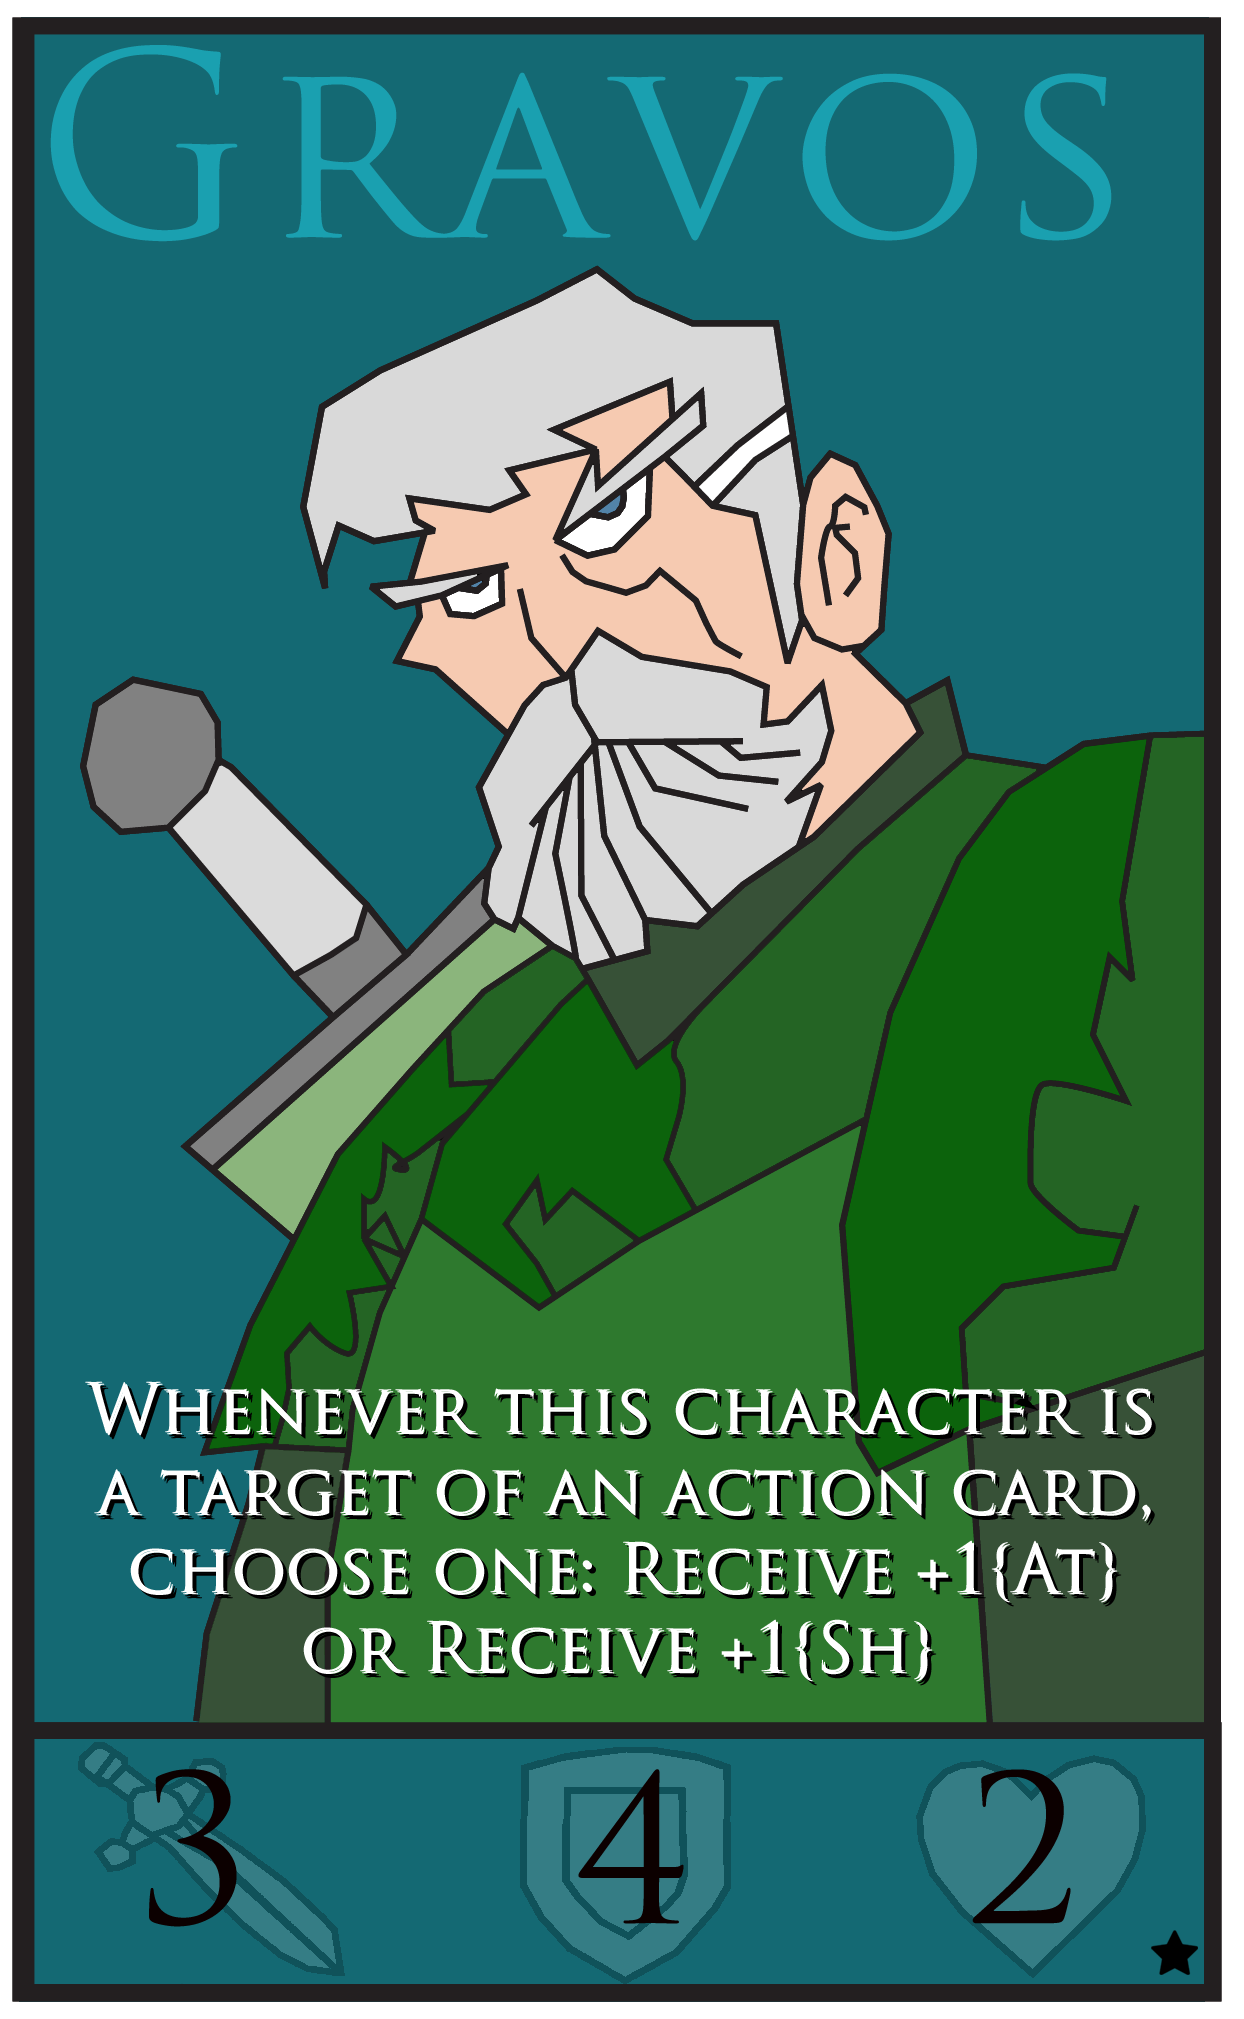 Gravos
Whenever this character is
a target of an action card,
choose one: Receive +1{At}
or Receive +1{Sh}
3 4 2